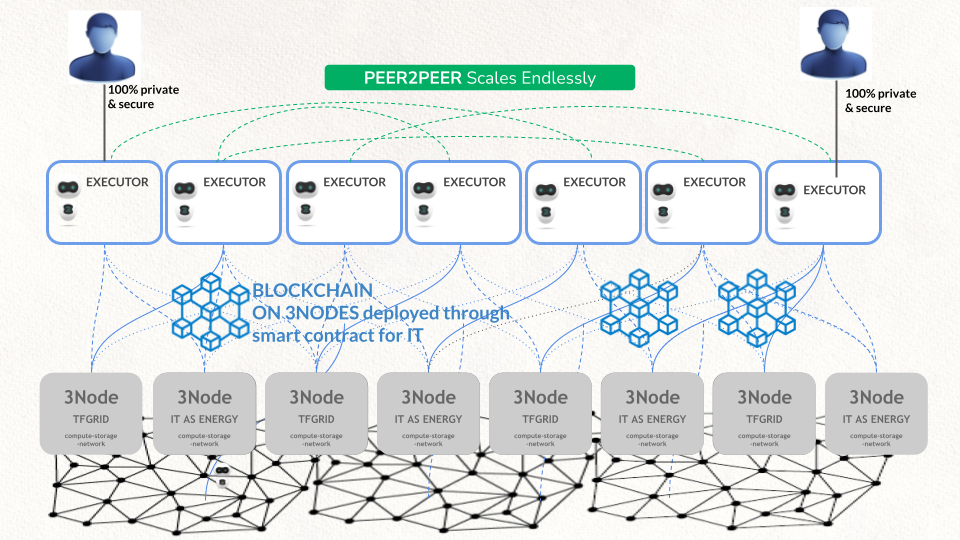 PEER2PEER Scales Endlessly
100% private
& secure
100% private
& secure
EXECUTOR
EXECUTOR
EXECUTOR
EXECUTOR
EXECUTOR
EXECUTOR
EXECUTOR
BLOCKCHAIN
ON 3NODES deployed through
smart contract for IT
3Node
TFGRID
compute-storage
-network
3Node
IT AS ENERGY
compute-storage
-network
3Node
TFGRID
compute-storage
-network
3Node
IT AS ENERGY
compute-storage
-network
3Node
TFGRID
compute-storage
-network
3Node
IT AS ENERGY
compute-storage
-network
3Node
TFGRID
compute-storage
-network
3Node
IT AS ENERGY
compute-storage
-network